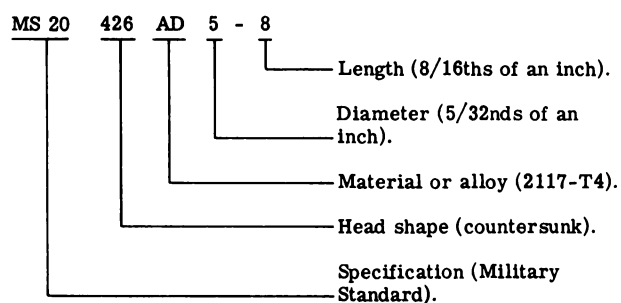 MS 20 426 AD 5 - 8
Length (8/16ths of an inch).
Diameter (5/32nds of an
inch).
Material or alloy (2117-T4).
Head shape (countersunk).
Specification (Military
Standard).